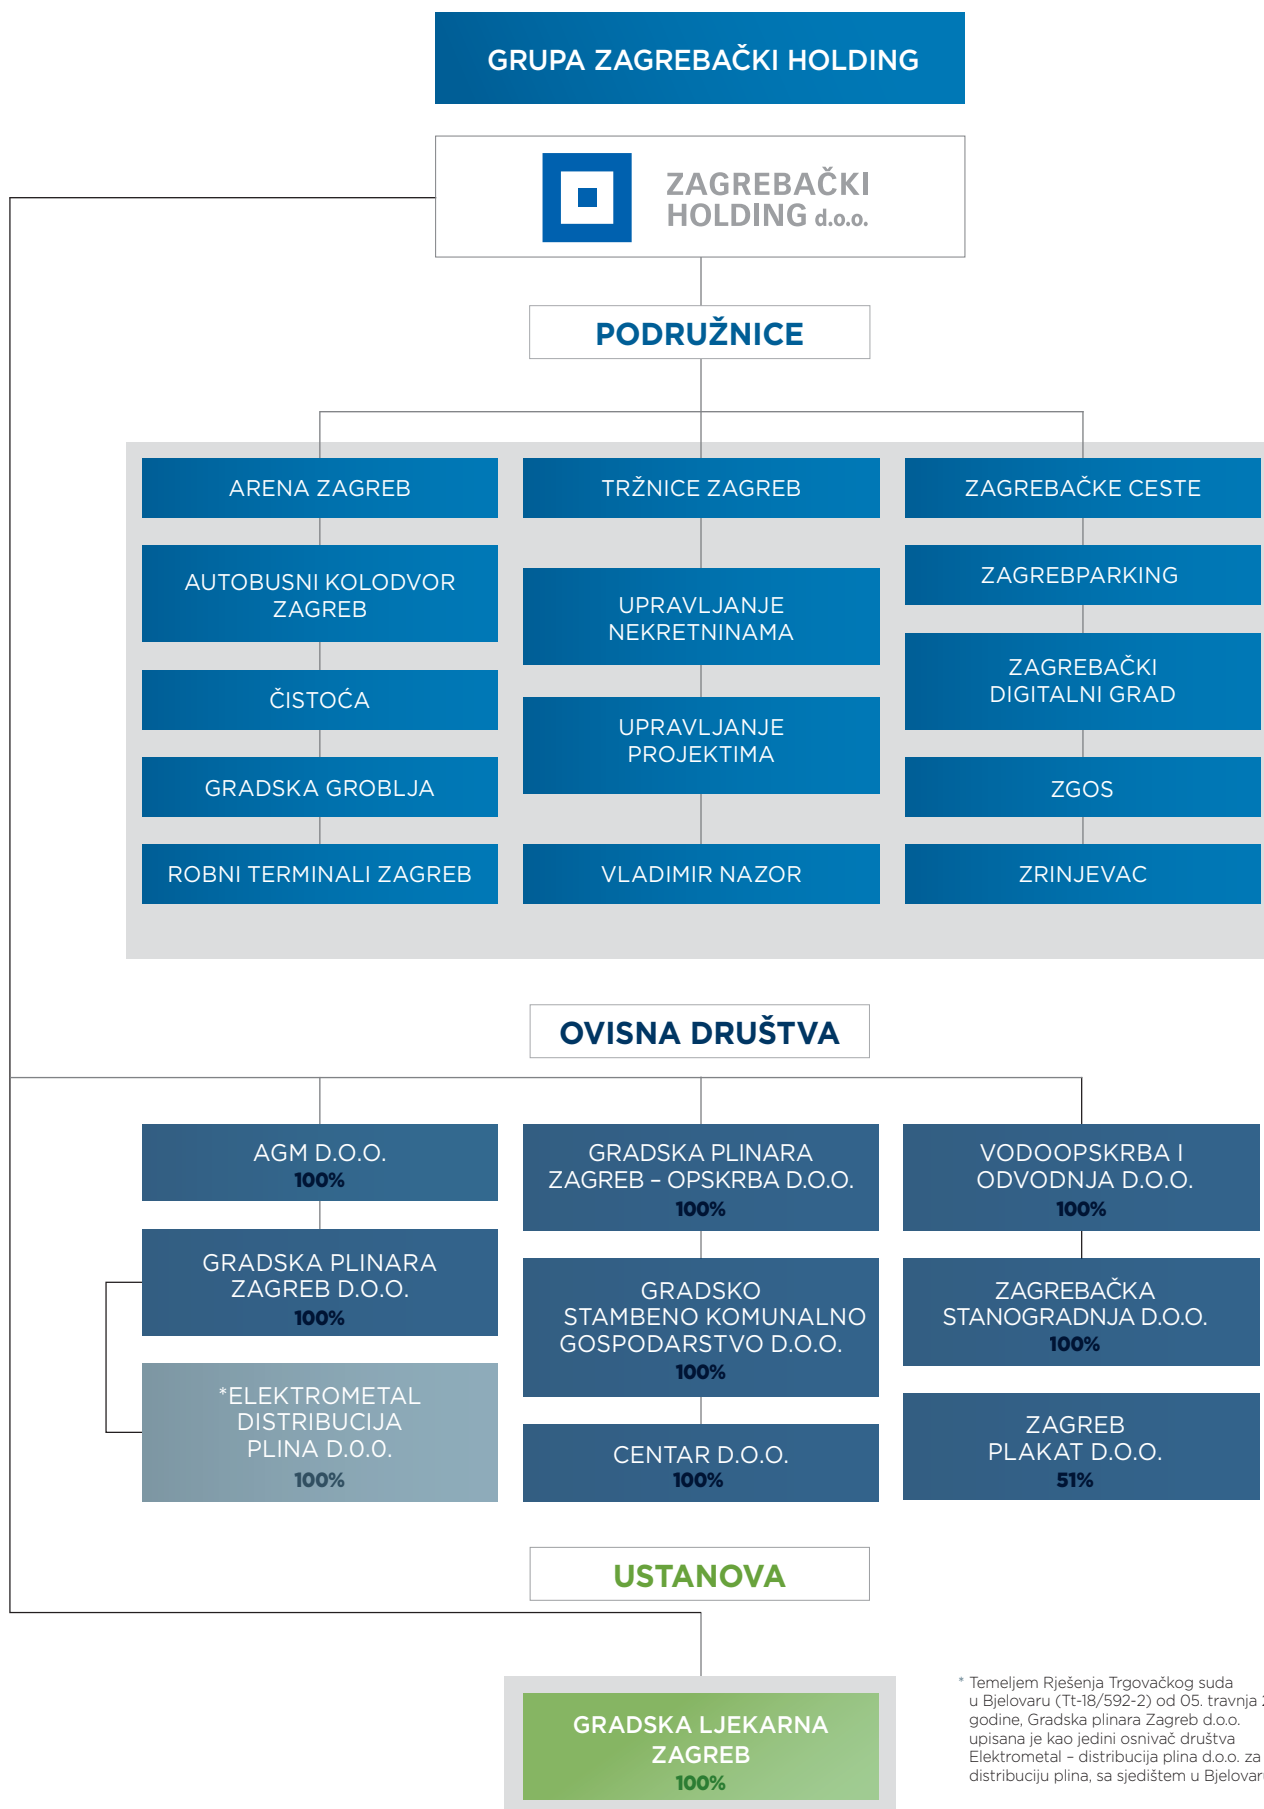 GRUPA ZAGREBAČKI HOLDING
ZAGREBAČKI
HOLDING d.o.o.
PODRUŽNICE
ARENA ZAGREB
AUTOBUSNI KOLODVOR
ZAGREB
ČISTOĆA
GRADSKA GROBLJA
ROBNI TERMINALI ZAGREB
TRŽNICE ZAGREB
UPRAVLJANJE
NEKRETNINAMA
UPRAVLJANJE
PROJEKTIMA
VLADIMIR NAZOR
ZAGREBAČKE CESTE
ZAGREBPARKING
ZAGREBAČKI
DIGITALNI GRAD
ZGOS
ZRINJEVAC
OVISNA DRUŠTVA
AGM D.O.O.
100%
GRADSKA PLINARA
ZAGREB D.O.O.
100%
*ELEKTROMETAL
DISTRIBUCIJA
PLINA D.O.O.
100%
GRADSKA PLINARA
ZAGREB – OPSKRBA D.O.O.
100%
GRADSKO
STAMBENO KOMUNALNO
GOSPODARSTVO D.O.O.
100%
CENTAR D.O.O.
100%
VODOOPSKRBA I
ODVODNJA D.O.O.
100%
ZAGREBAČKA
STANOGRADNJA D.O.O.
100%
ZAGREB
PLAKAT D.O.O.
51%
USTANOVA
GRADSKA LJEKARNA
ZAGREB
100%
* Temeljem Rješenja Trgovačkog suda
u Bjelovaru (Tt-18/592-2) od 05. travnja
godine, Gradska plinara Zagreb d.o.o.
upisana je kao jedini osnivač društva
Elektrometal – distribucija plina d.o.o. za
distribuciju plina, sa sjedištem u